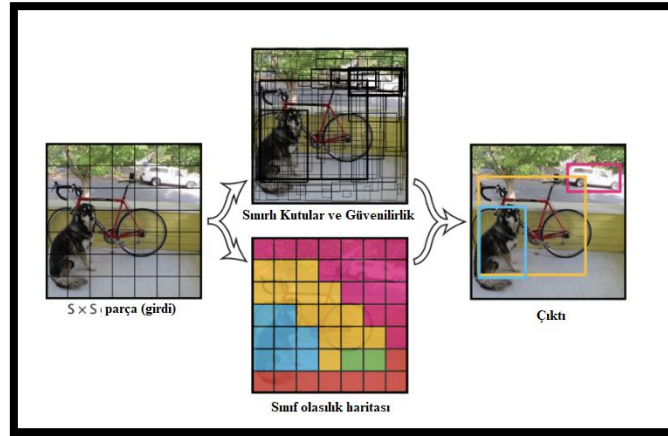 Sınırlı Kutular ve Güvenilirlik
S × S parça (girdi)
Çıktı
Sınıf olasılık haritası